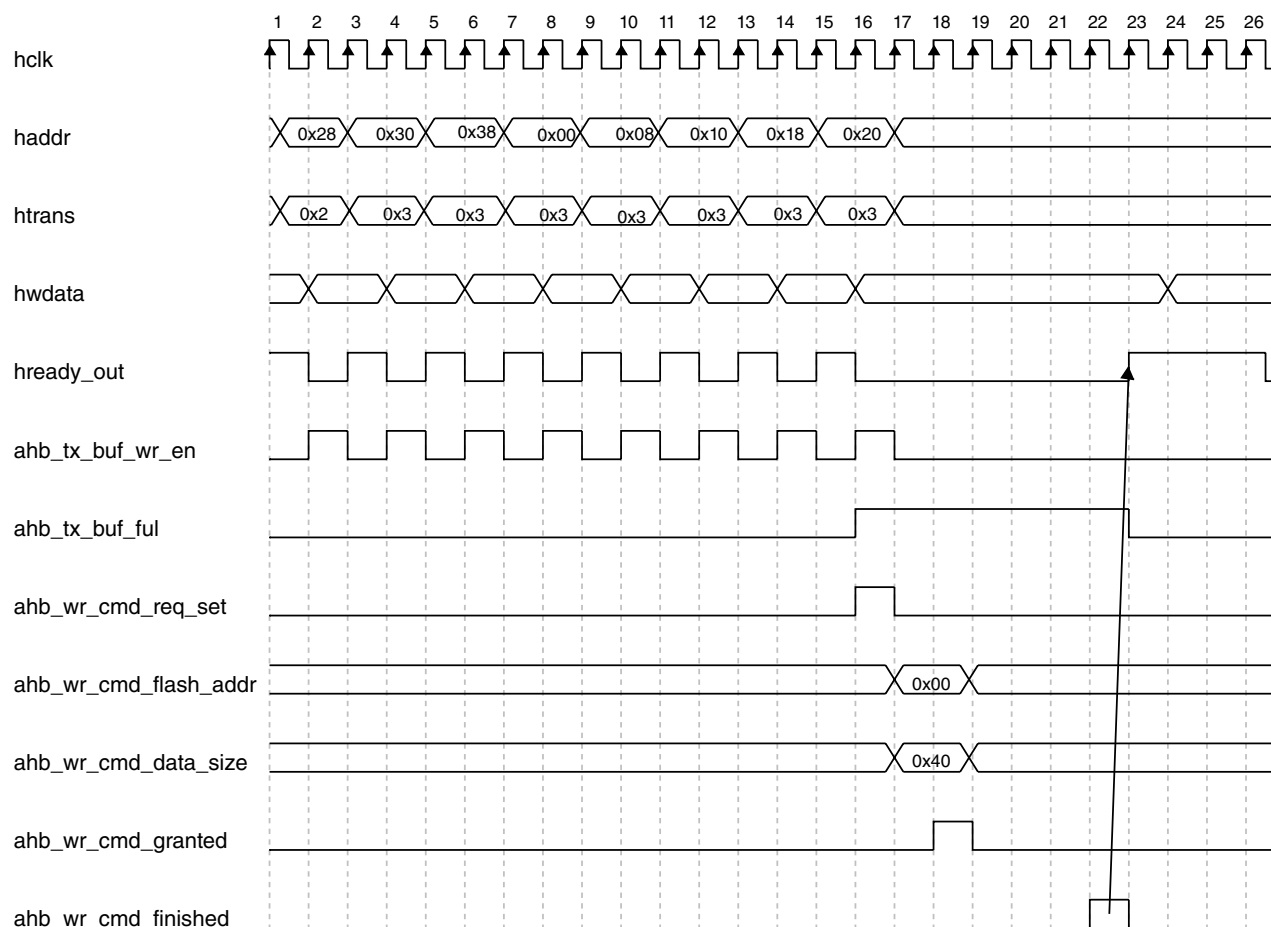 1 2 3 4 5 6 7 8 9 10 11 12 13 14 15 16 17 18 19 20 21 22 23 24 25 26
hclk
haddr 0x28 0x30 0x38 0x00 0x08 0x10 0x18 0x20
htrans 0x2 0x3 0x3 0x3 0x3 0x3 0x3 0x3
hwdata
hready_out
ahb_tx_buf_wr_en
ahb_tx_buf_ful
ahb_wr_cmd_req_set
ahb_wr_cmd_flash_addr 0x00
ahb_wr_cmd_data_size 0x40
ahb_wr_cmd_granted
ahb_wr_cmd_finished